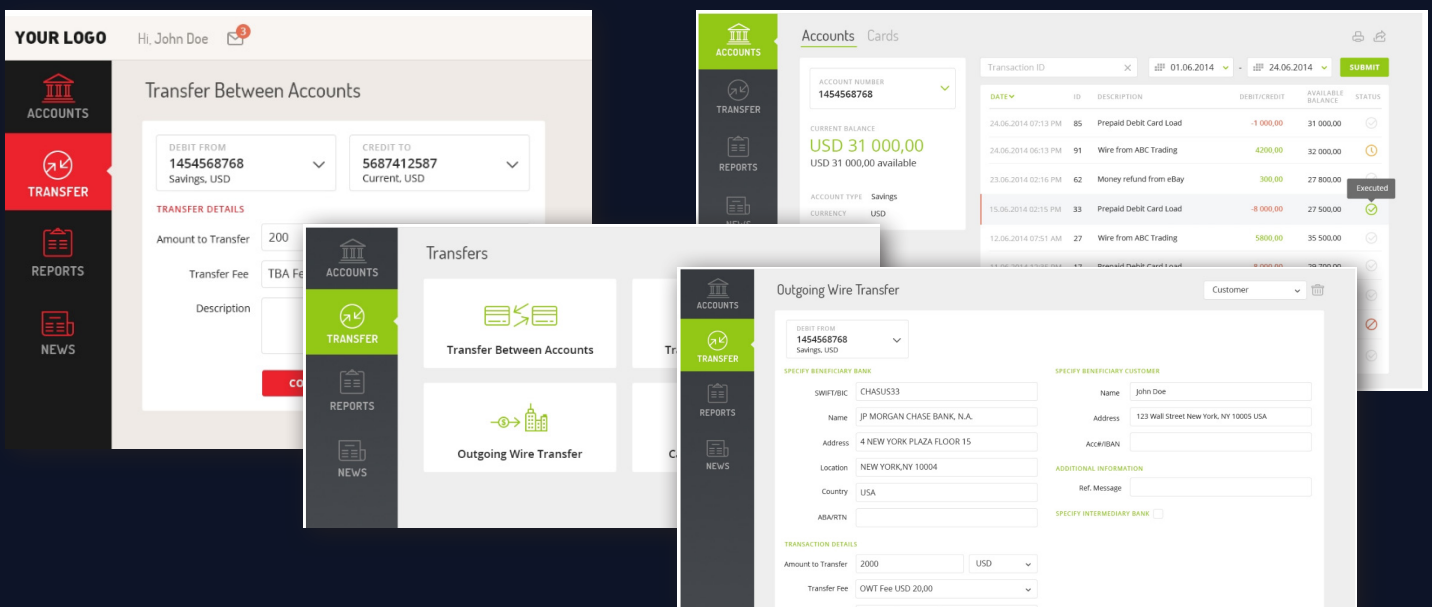 YOUR LOGO
Hi, John Doe
3
ACCOUNTS
TRANSFER
REPORTS
NEWS
Transfer Between Accounts
DEBIT FROM
1454568768
Savings, USD
CREDIT TO
5687412587
Current, USD
TRANSFER DETAILS
Amount to Transfer 200
Transfer Fee TBA Fe
Description
CO
ACCOUNTS
TRANSFER
REPORTS
NEWS
Transfers
Transfer Between Accounts
Tr
Outgoing Wire Transfer
C
ACCOUNTS
TRANSFER
REPORTS
NEWS
Accounts Cards
ACCOUNT NUMBER
1454568768
CURRENT BALANCE
USD 31 000,00
USD 31 000,00 available
ACCOUNT TYPE Savings
CURRENCY USD
Transaction ID 01.06.2014 - 24.06.2014 SUBMIT
DATE ID DESCRIPTION DEBIT/CREDIT AVAILABLE BALANCE STATUS
24.06.2014 07:13 PM 85 Prepaid Debit Card Load -1 000,00 31 000,00
24.06.2014 06:13 PM 91 Wire from ABC Trading 4200,00 32 000,00
23.06.2014 02:16 PM 62 Money refund from eBay 300,00 27 800,00
Executed
15.06.2014 02:15 PM 33 Prepaid Debit Card Load -8 000,00 27 500,00
12.06.2014 07:51 AM 27 Wire from ABC Trading 5800,00 35 500,00
Prepaid Debit Card Load
ACCOUNTS
TRANSFER
REPORTS
NEWS
Outgoing Wire Transfer
Customer
DEBIT FROM
1454568768
Savings, USD
SPECIFY BENEFICIARY BANK
SWIFT/BIC CHASUS33
Name JP MORGAN CHASE BANK, N.A.
Address 4 NEW YORK PLAZA FLOOR 15
Location NEW YORK,NY 10004
Country USA
ABA/RTN
TRANSACTION DETAILS
Amount to Transfer 2000 USD
Transfer Fee OWT Fee USD 20,00
SPECIFY BENEFICIARY CUSTOMER
Name John Doe
Address 123 Wall Street New York, NY 10005 USA
Acc#/IBAN
ADDITIONAL INFORMATION
Ref. Message
SPECIFY INTERMEDIARY BANK